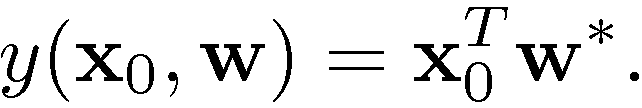 y(𝐱₀, 𝐰) = 𝐱₀ᵀ𝐰*.